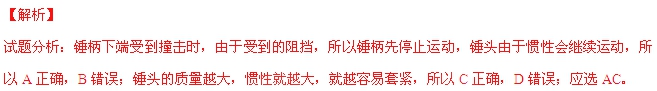 【解析】
试题分析：锤柄下端受到撞击时，由于受到的阻挡，所以锤柄先停止运动，锤头由于惯性会继续运动，所
以 A 正确，B 错误；锤头的质量越大，惯性就越大，就越容易套紧，所以 C 正确，D 错误；应选 AC。